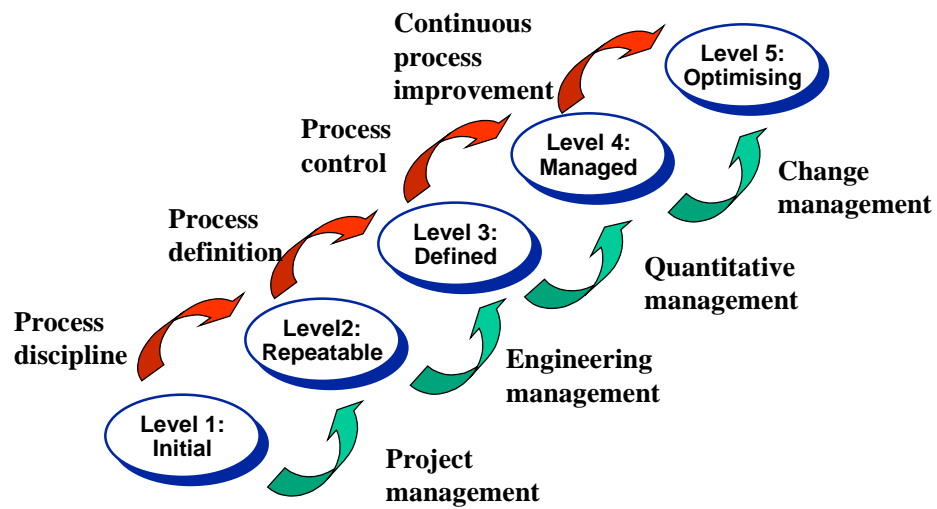 Continuous
process
improvement
Level 5:
Optimising
Process
control
Level 4:
Managed
Change
management
Process
definition
Level 3:
Defined
Quantitative
management
Process
discipline
Level2:
Repeatable
Engineering
management
Level 1:
Initial
Project
management